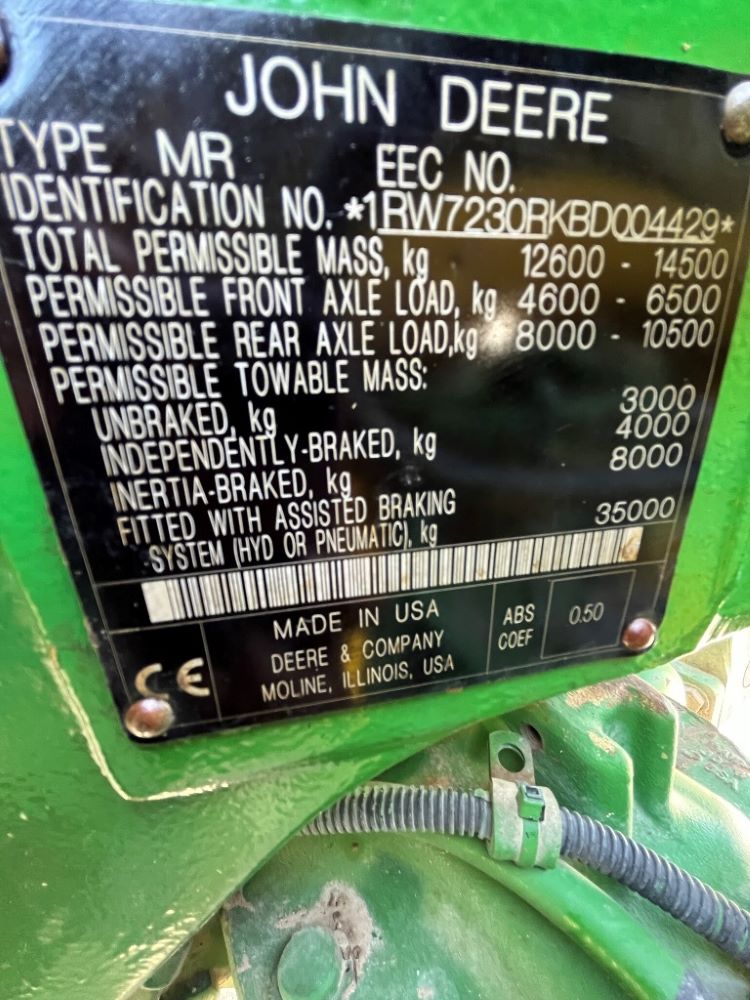 JOHN DEERE
TYPE MR EEC NO.
IDENTIFICATION NO. *1RW7230RKBD004429*
TOTAL PERMISSIBLE MASS, kg 12600 - 14500
PERMISSIBLE FRONT AXLE LOAD, kg 4600 - 6500
PERMISSIBLE REAR AXLE LOAD,kg 8000 - 10500
PERMISSIBLE TOWABLE MASS:
UNBRAKED, kg 3000
INDEPENDENTLY-BRAKED, kg 4000
INERTIA-BRAKED, kg 8000
FITTED WITH ASSISTED BRAKING
SYSTEM (HYD OR PNEUMATIC), kg 35000
MADE IN USA
DEERE & COMPANY
MOLINE, ILLINOIS, USA
ABS
COEF
0.50
CE